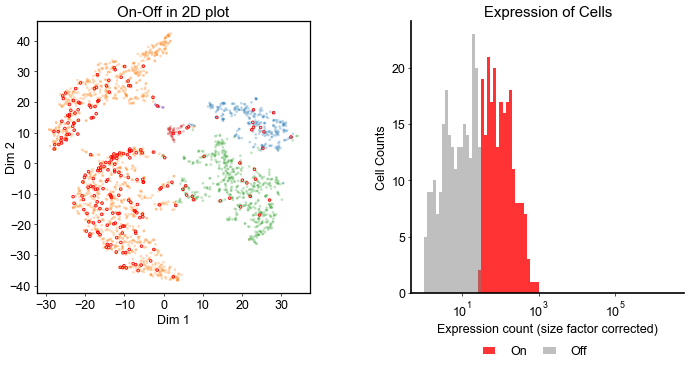 On-Off in 2D plot
40
30
20
10
0
−10
−20
−30
−40
Dim 2
−30 −20 −10 0 10 20 30
Dim 1
Expression of Cells
20
15
10
5
0
Cell Counts
10^1 10^3 10^5
Expression count (size factor corrected)
On Off